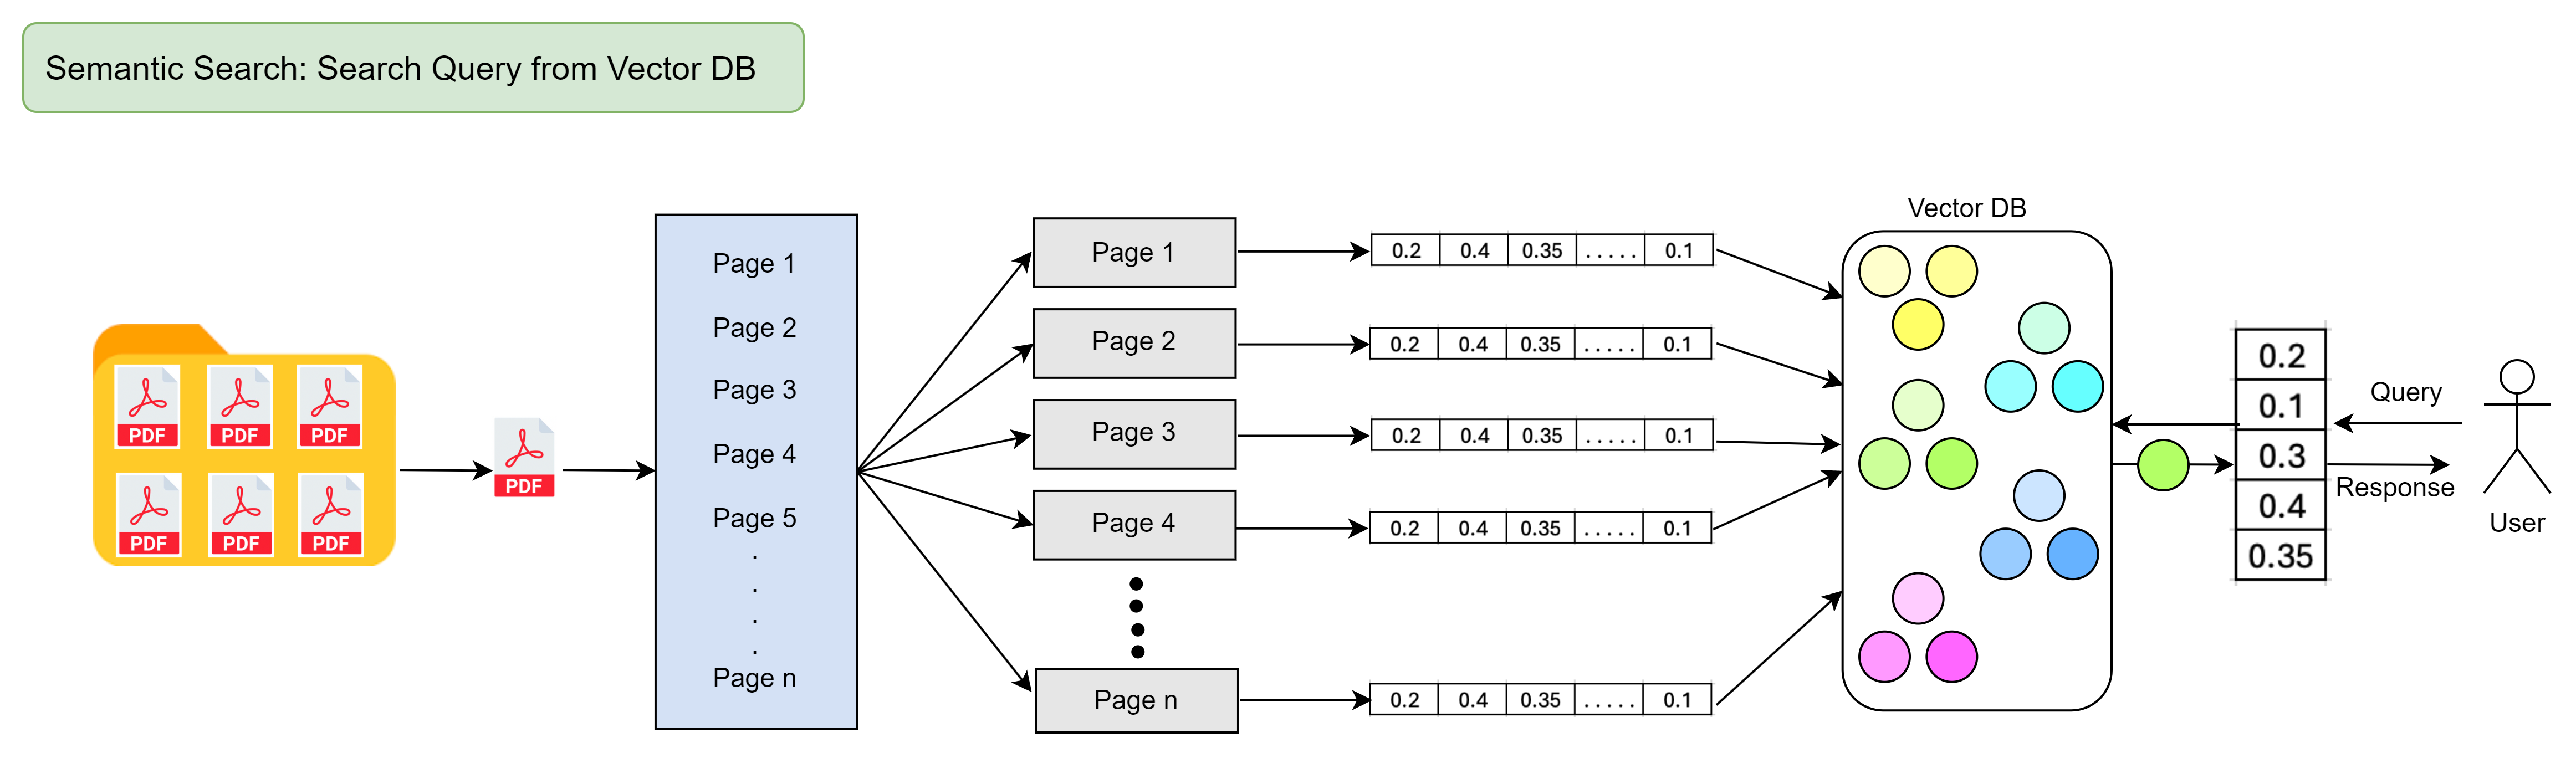 Semantic Search: Search Query from Vector DB
PDF PDF PDF
PDF PDF PDF
PDF
Page 1
Page 2
Page 3
Page 4
Page 5
.
.
.
.
Page n
Page 1
Page 2
Page 3
Page 4
Page n
0.2 0.4 0.35 ..... 0.1
0.2 0.4 0.35 ..... 0.1
0.2 0.4 0.35 ..... 0.1
0.2 0.4 0.35 ..... 0.1
0.2 0.4 0.35 ..... 0.1
Vector DB
0.2
0.1
0.3
0.4
0.35
Query
Response
User